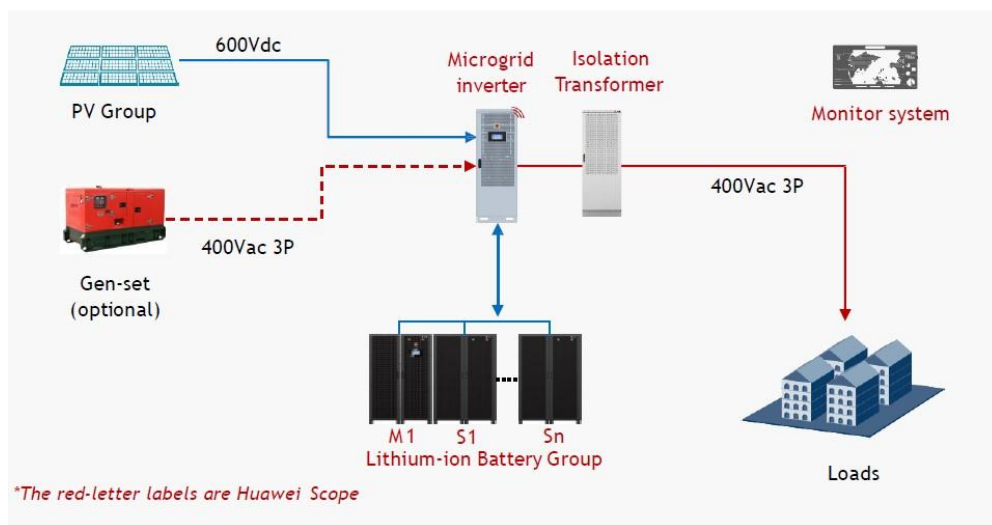 600Vdc
PV Group
Microgrid
inverter
Isolation
Transformer
Monitor system
400Vac 3P
400Vac 3P
Gen-set
(optional)
M1 S1 Sn
Lithium-ion Battery Group
Loads
*The red-letter labels are Huawei Scope